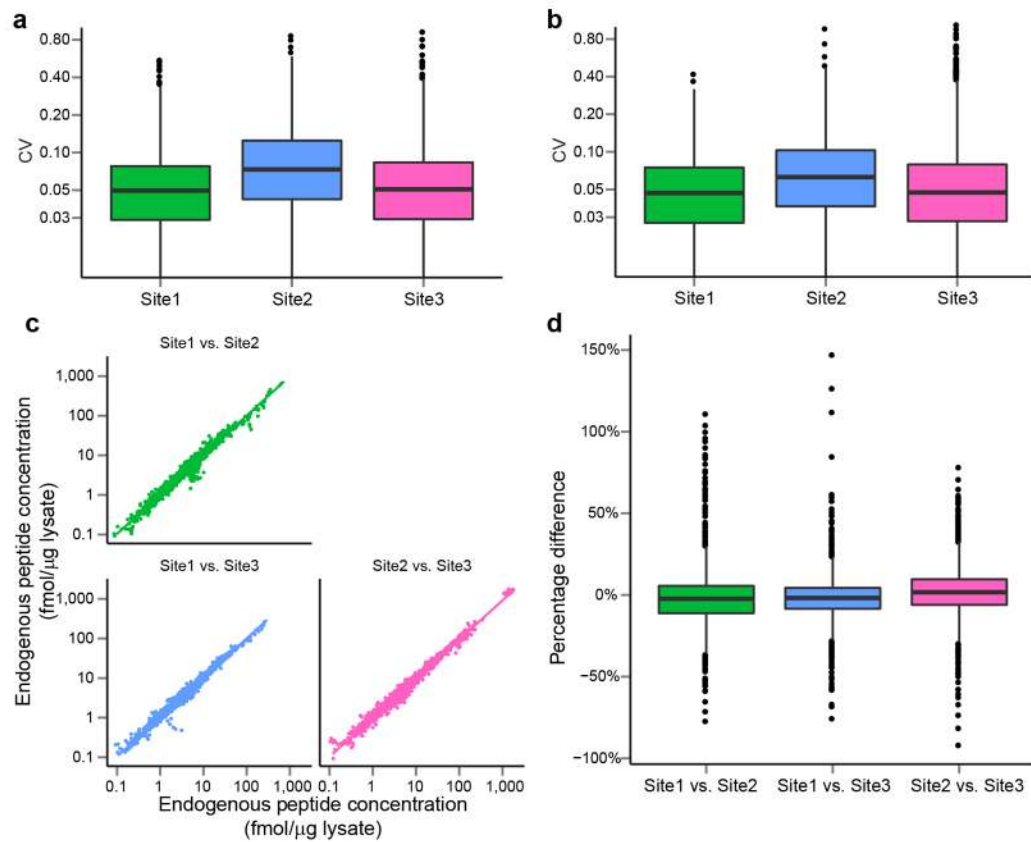 a
0.80
0.40
0.20
0.10
0.05
0.03
CV
Site1 Site2 Site3
b
0.80
0.40
0.20
0.10
0.05
0.03
CV
Site1 Site2 Site3
c
Site1 vs. Site2
1,000
100
10
1
0.1
Site1 vs. Site3 Site2 vs. Site3
1,000
100
10
1
0.1
Endogenous peptide concentration
(fmol/μg lysate)
0.1 1 10 100 1,000 0.1 1 10 100 1,000
Endogenous peptide concentration
(fmol/μg lysate)
d
150%
100%
50%
0%
−50%
−100%
Percentage difference
Site1 vs. Site2 Site1 vs. Site3 Site2 vs. Site3